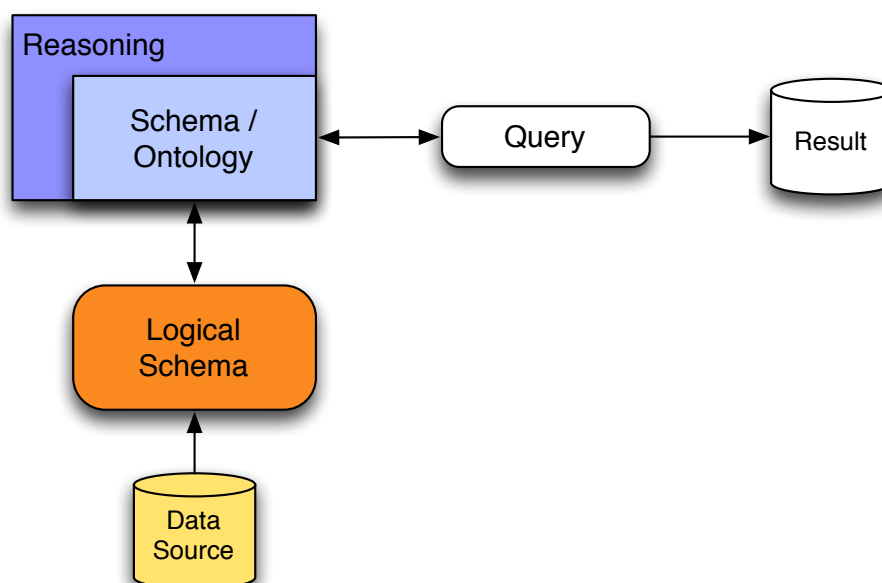 Reasoning
Schema /
Ontology
Query
Result
Logical
Schema
Data
Source